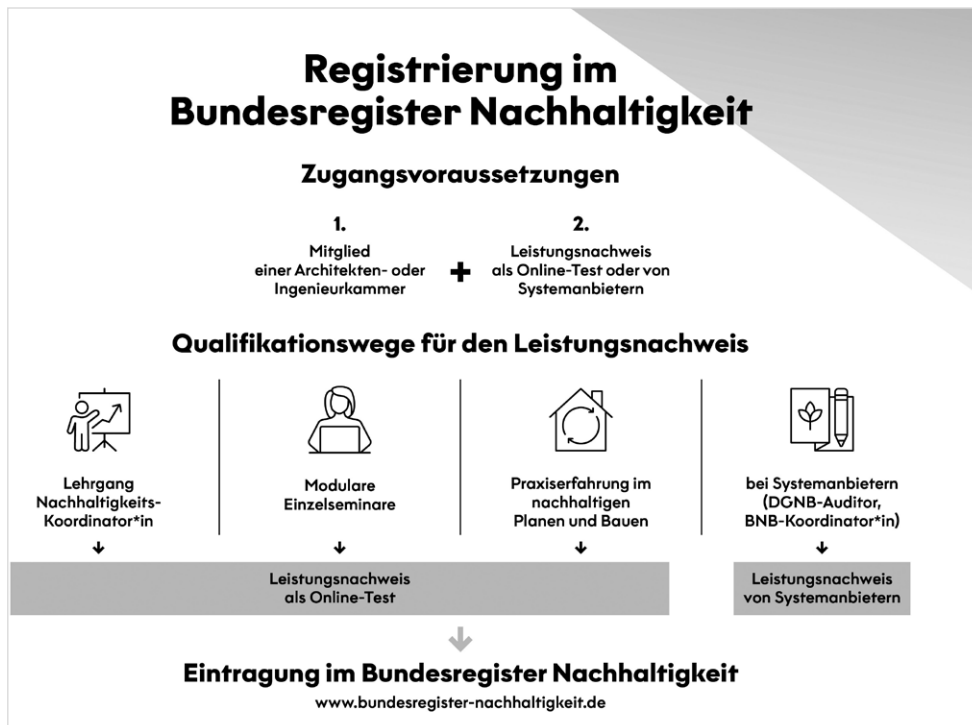 Registrierung im
Bundesregister Nachhaltigkeit
Zugangsvoraussetzungen
1.
Mitglied
einer Architekten- oder
Ingenieurkammer
+
2.
Leistungsnachweis
als Online-Test oder von
Systemanbietern
Qualifikationswege für den Leistungsnachweis
Lehrgang
Nachhaltigkeits-
Koordinator*in
Modulare
Einzelseminare
Praxiserfahrung im
nachhaltigen
Planen und Bauen
bei Systemanbietern
(DGNB-Auditor,
BNB-Koordinator*in)
Leistungsnachweis
als Online-Test
Leistungsnachweis
von Systemanbietern
Eintragung im Bundesregister Nachhaltigkeit
www.bundesregister-nachhaltigkeit.de